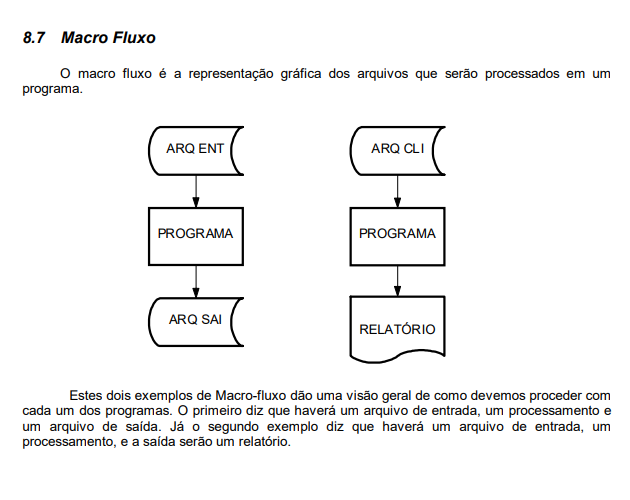 8.7 Macro Fluxo
O macro fluxo é a representação gráfica dos arquivos que serão processados em um
programa.
ARQ ENT
PROGRAMA
ARQ SAI
ARQ CLI
PROGRAMA
RELATÓRIO
Estes dois exemplos de Macro-fluxo dão uma visão geral de como devemos proceder com
cada um dos programas. O primeiro diz que haverá um arquivo de entrada, um processamento e
um arquivo de saída. Já o segundo exemplo diz que haverá um arquivo de entrada, um
processamento, e a saída serão um relatório.